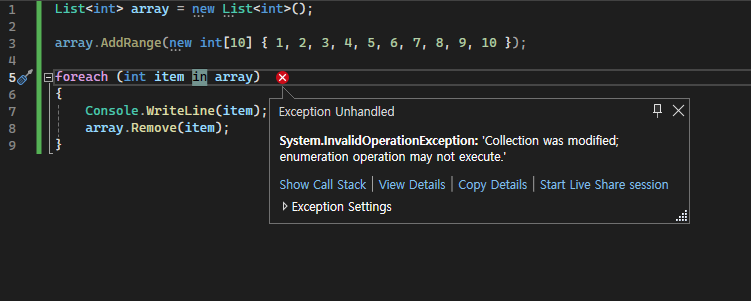 1 List<int> array = new List<int>();
2
3 array.AddRange(new int[10] { 1, 2, 3, 4, 5, 6, 7, 8, 9, 10 });
4
5 foreach (int item in array)
6 {
7 Console.WriteLine(item);
8 array.Remove(item);
9 }
Exception Unhandled
System.InvalidOperationException: 'Collection was modified;
enumeration operation may not execute.'
Show Call Stack | View Details | Copy Details | Start Live Share session
Exception Settings